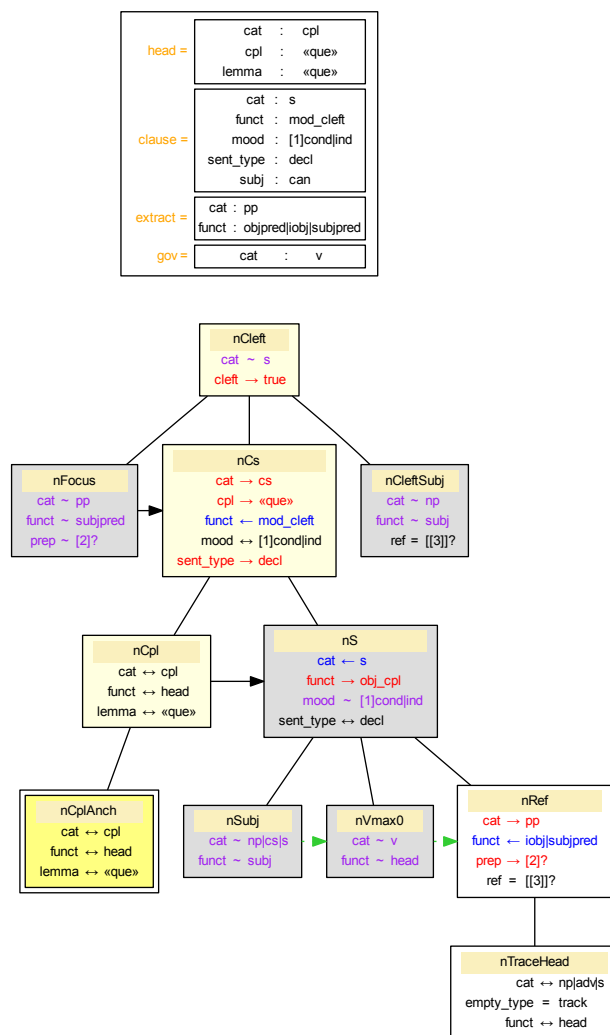 head =
cat : cpl
cpl : «que»
lemma : «que»
clause =
cat : s
funct : mod_cleft
mood : [1]cond|ind
sent_type : decl
subj : can
extract =
cat : pp
funct : objpred|iobj|subjpred
gov =
cat : v
nCleft
cat ~ s
cleft → true
nFocus
cat ~ pp
funct ~ subjpred
prep ~ [2]?
nCs
cat → cs
cpl → «que»
funct ← mod_cleft
mood ↔ [1]cond|ind
sent_type → decl
nCleftSubj
cat ~ np
funct ~ subj
ref = [[3]]?
nCpl
cat ↔ cpl
funct ↔ head
lemma ↔ «que»
nS
cat ← s
funct → obj_cpl
mood ~ [1]cond|ind
sent_type ↔ decl
nCplAnch
cat ↔ cpl
funct ↔ head
lemma ↔ «que»
nSubj
cat ~ np|cs|s
funct ~ subj
nVmax0
cat ~ v
funct ~ head
nRef
cat → pp
funct ← iobj|subjpred
prep → [2]?
ref = [[3]]?
nTraceHead
cat ↔ np|adv|s
empty_type = track
funct ↔ head